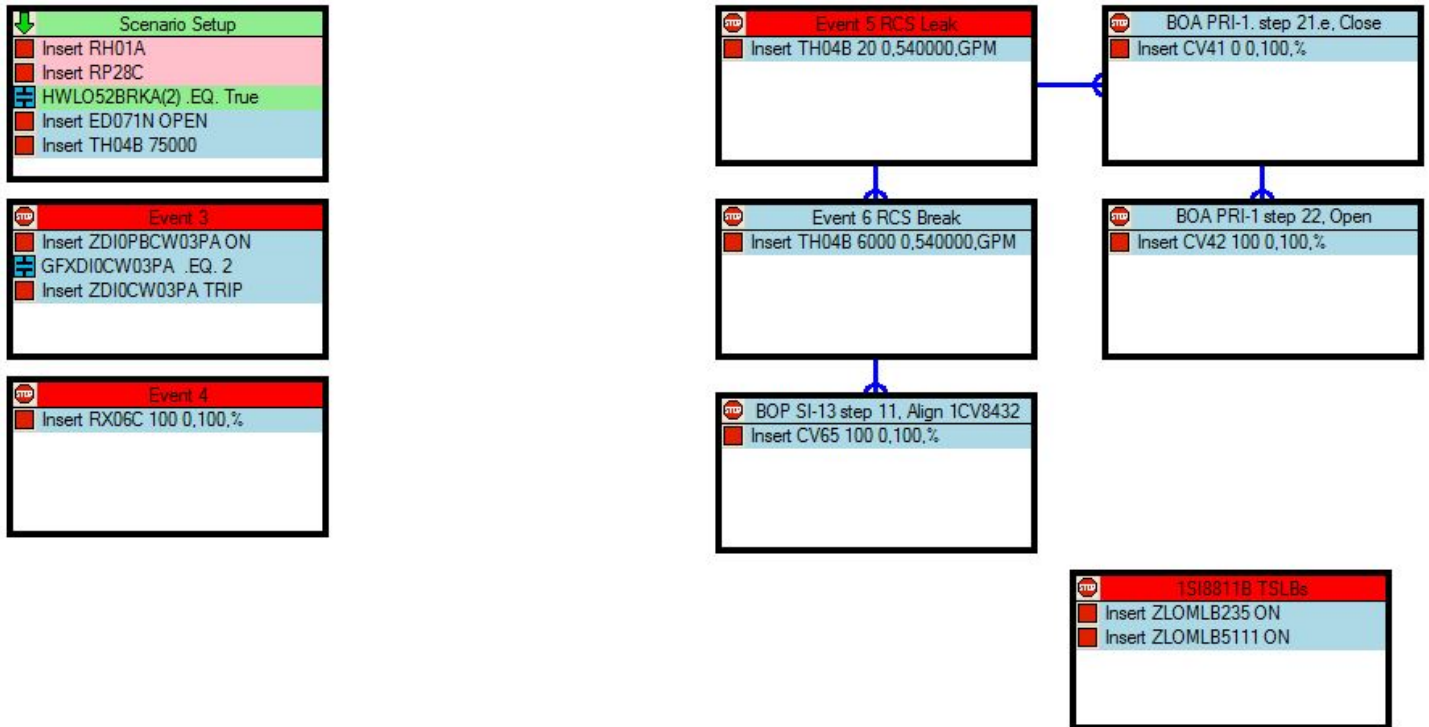 Scenario Setup
Insert RH01A
Insert RP28C
HWLO52BRKA(2) .EQ. True
Insert ED071N OPEN
Insert TH04B 75000
Event 3
Insert ZDI0PBCW03PA ON
GFXDI0CW03PA .EQ. 2
Insert ZDI0CW03PA TRIP
Event 4
Insert RX06C 100 0,100,%
Event 5 RCS Leak
Insert TH04B 20 0,540000,GPM
BOA PRI-1. step 21.e, Close
Insert CV41 0 0,100,%
Event 6 RCS Break
Insert TH04B 6000 0,540000,GPM
BOA PRI-1 step 22, Open
Insert CV42 100 0,100,%
BOP SI-13 step 11, Align 1CV8432
Insert CV65 100 0,100,%
1SI8811B TSLBs
Insert ZLOMLB235 ON
Insert ZLOMLB5111 ON